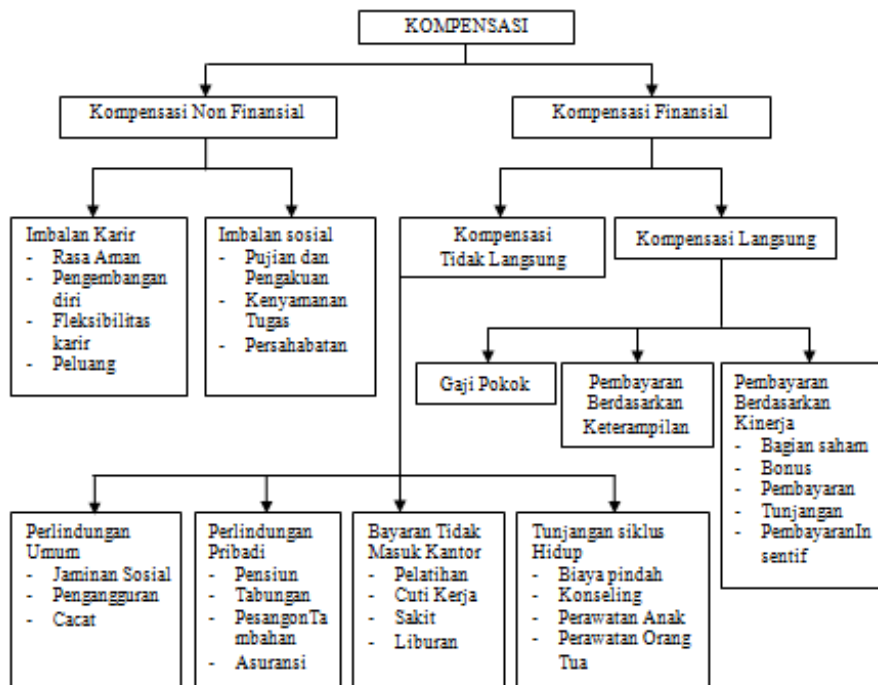 KOMPENSASI
Kompensasi Non Finansial
Kompensasi Finansial
Imbalan Karir
- Rasa Aman
- Pengembangan
diri
- Fleksibilitas
karir
- Peluang
Imbalan sosial
- Pujian dan
Pengakuan
- Kenyamanan
Tugas
- Persahabatan
Kompensasi
Tidak Langsung
Kompensasi Langsung
Gaji Pokok
Pembayaran
Berdasarkan
Keterampilan
Pembayaran
Berdasarkan
Kinerja
- Bagian saham
- Bonus
- Pembayaran
- Tunjangan
- PembayaranIn
sentif
Perlindungan
Umum
- Jaminan Sosial
- Pengangguran
- Cacat
Perlindungan
Pribadi
- Pensiun
- Tabungan
- PesangonTa
mbahan
- Asuransi
Bayaran Tidak
Masuk Kantor
- Pelatihan
- Cuti Kerja
- Sakit
- Liburan
Tunjangan siklus
Hidup
- Biaya pindah
- Konseling
- Perawatan Anak
- Perawatan Orang
Tua